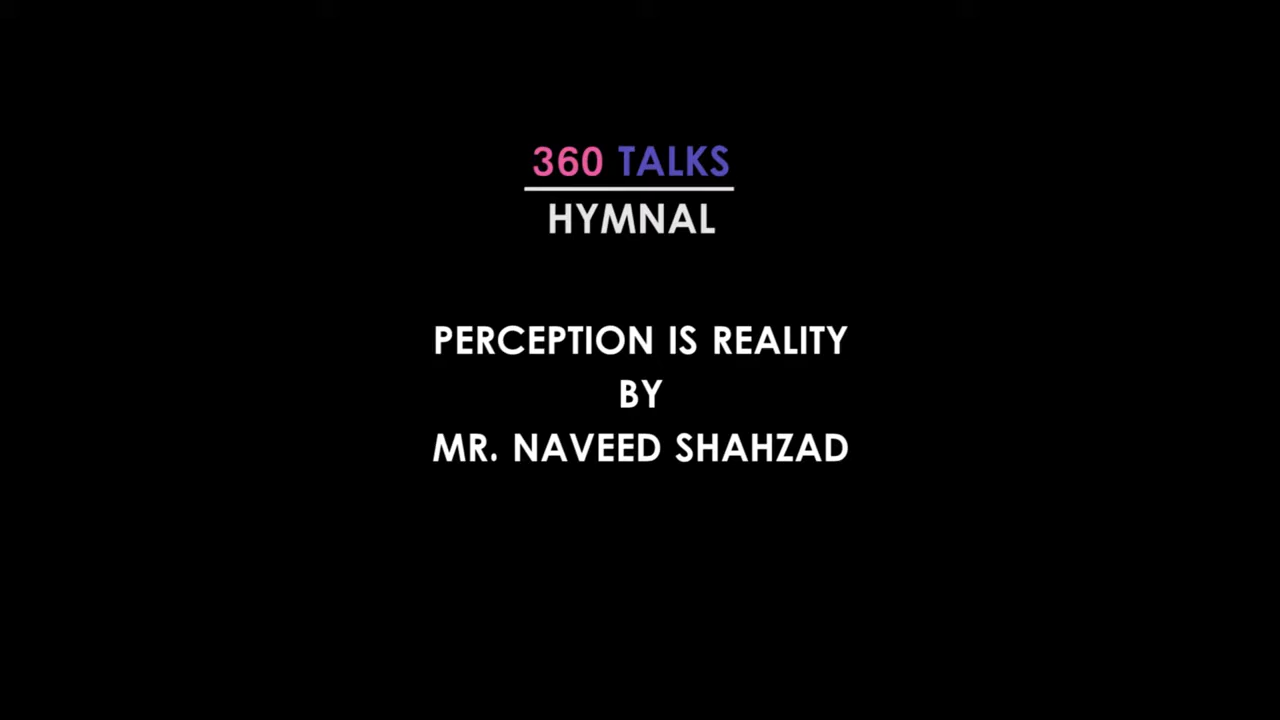 360 TALKS
HYMNAL
PERCEPTION IS REALITY
BY
MR. NAVEED SHAHZAD